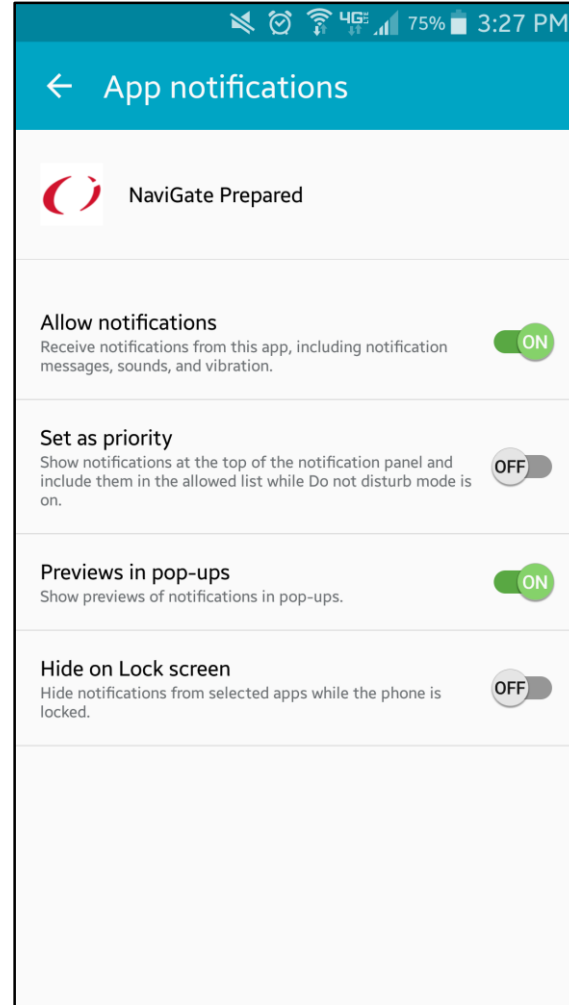 4G LTE 75% 3:27 PM
App notifications
NaviGate Prepared
Allow notifications
Receive notifications from this app, including notification
messages, sounds, and vibration.
ON
Set as priority
Show notifications at the top of the notification panel and
include them in the allowed list while Do not disturb mode is
on.
OFF
Previews in pop-ups
Show previews of notifications in pop-ups.
ON
Hide on Lock screen
Hide notifications from selected apps while the phone is
locked.
OFF